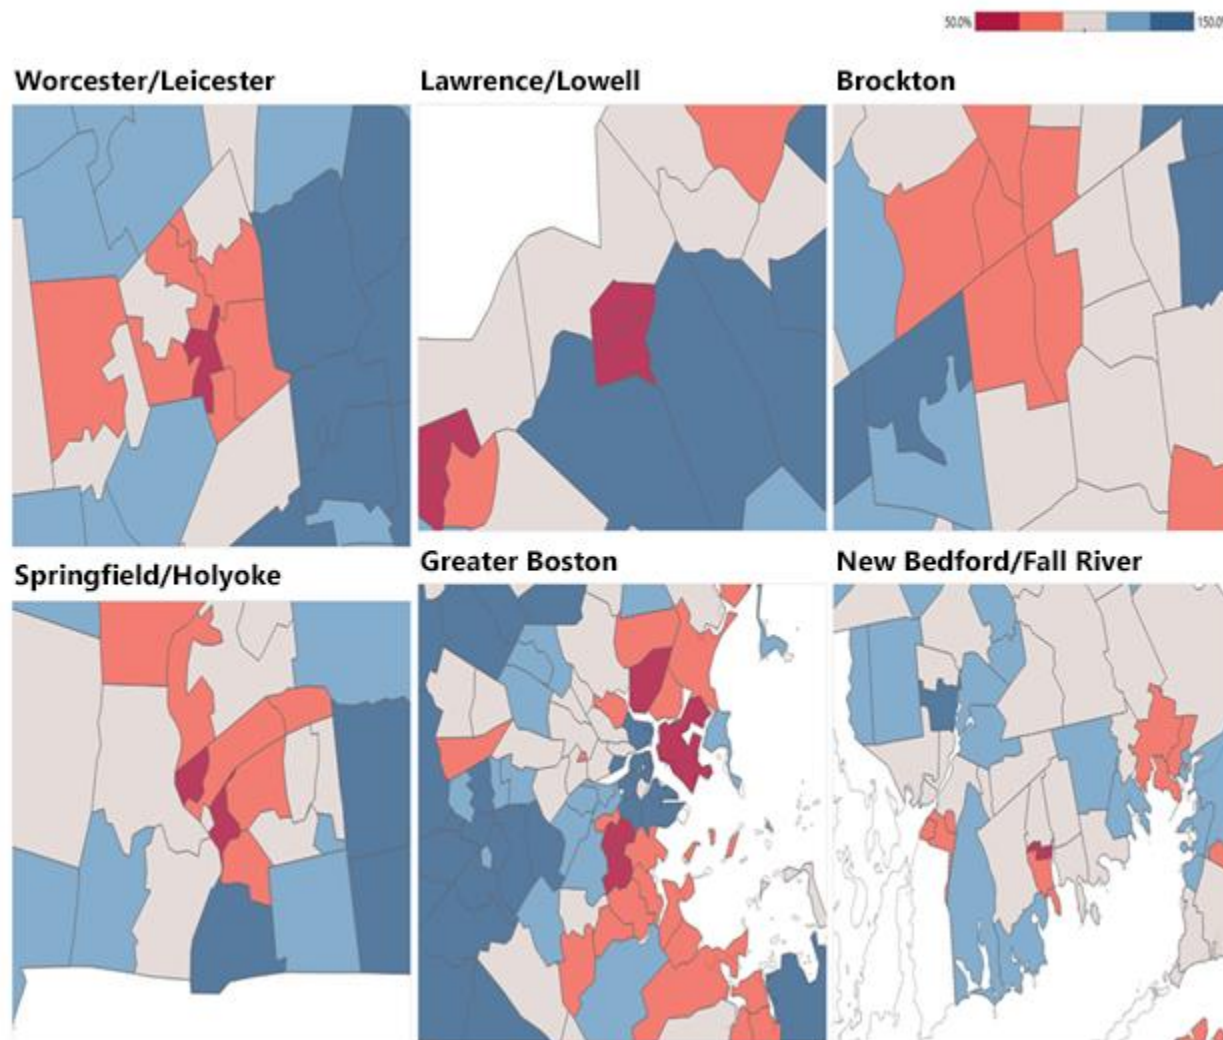 50.0%
150.0%
Worcester/Leicester
Lawrence/Lowell
Brockton
Springfield/Holyoke
Greater Boston
New Bedford/Fall River